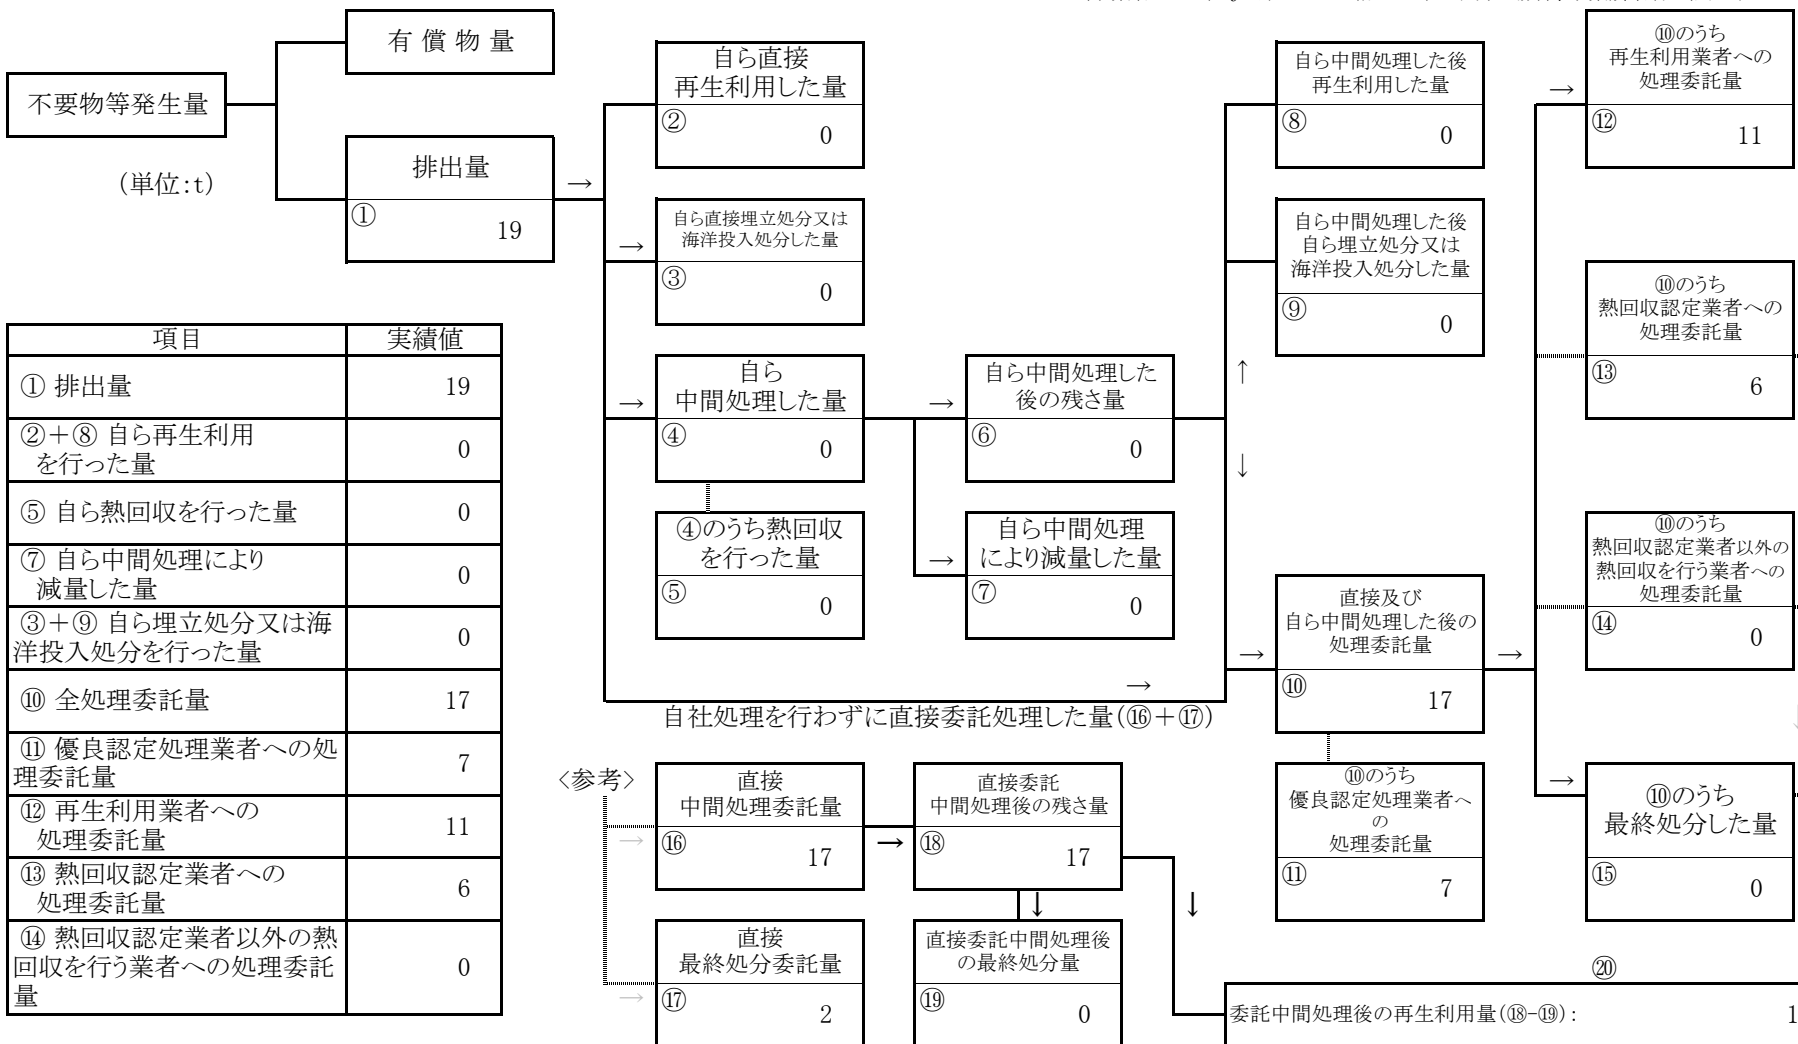 有償物量
不要物等発生量
(単位:t)
排出量
①
19
→
自ら直接
再生利用した量
②
0
→
自ら直接埋立処分又は
海洋投入処分した量
③
0
→
自ら
中間処理した量
④
0
④のうち熱回収
を行った量
⑤
0
→
自ら中間処理した
後の残さ量
⑥
0
→
自ら中間処理
により減量した量
⑦
0
自ら中間処理した後
再生利用した量
⑧
0
自ら中間処理した後
自ら埋立処分又は
海洋投入処分した量
⑨
0
↑
↓
→
直接及び
自ら中間処理した後の
処理委託量
⑩
17
→
⑩のうち
優良認定処理業者へ
の
処理委託量
⑪
7
→
⑩のうち
再生利用業者への
処理委託量
⑫
11
⑩のうち
熱回収認定業者への
処理委託量
⑬
6
⑩のうち
熱回収認定業者以外の
熱回収を行う業者への
処理委託量
⑭
0
→
⑩のうち
最終処分した量
⑮
0
→
自社処理を行わずに直接委託処理した量(⑯+⑰)
項目 実績値
① 排出量 19
②+⑧ 自ら再生利用
を行った量 0
⑤ 自ら熱回収を行った量 0
⑦ 自ら中間処理により
減量した量 0
③+⑨ 自ら埋立処分又は海
洋投入処分を行った量 0
⑩ 全処理委託量 17
⑪ 優良認定処理業者への処
理委託量 7
⑫ 再生利用業者への
処理委託量 11
⑬ 熱回収認定業者への
処理委託量 6
⑭ 熱回収認定業者以外の熱
回収を行う業者への処理委託
量 0
〈参考〉
→
直接
中間処理委託量
⑯
17
→
直接委託
中間処理後の残さ量
⑱
17
↓
↓
→
直接
最終処分委託量
⑰
2
直接委託中間処理後
の最終処分量
⑲
0
⑳
委託中間処理後の再生利用量(⑱-⑲):